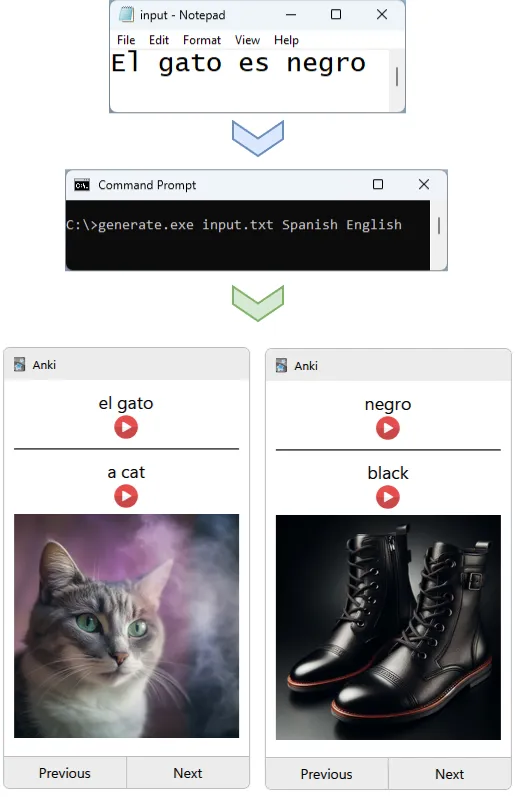 input - Notepad
File Edit Format View Help
El gato es negro
Command Prompt
C:\>generate.exe input.txt Spanish English
Anki
el gato
a cat
Previous Next
Anki
negro
black
Previous Next